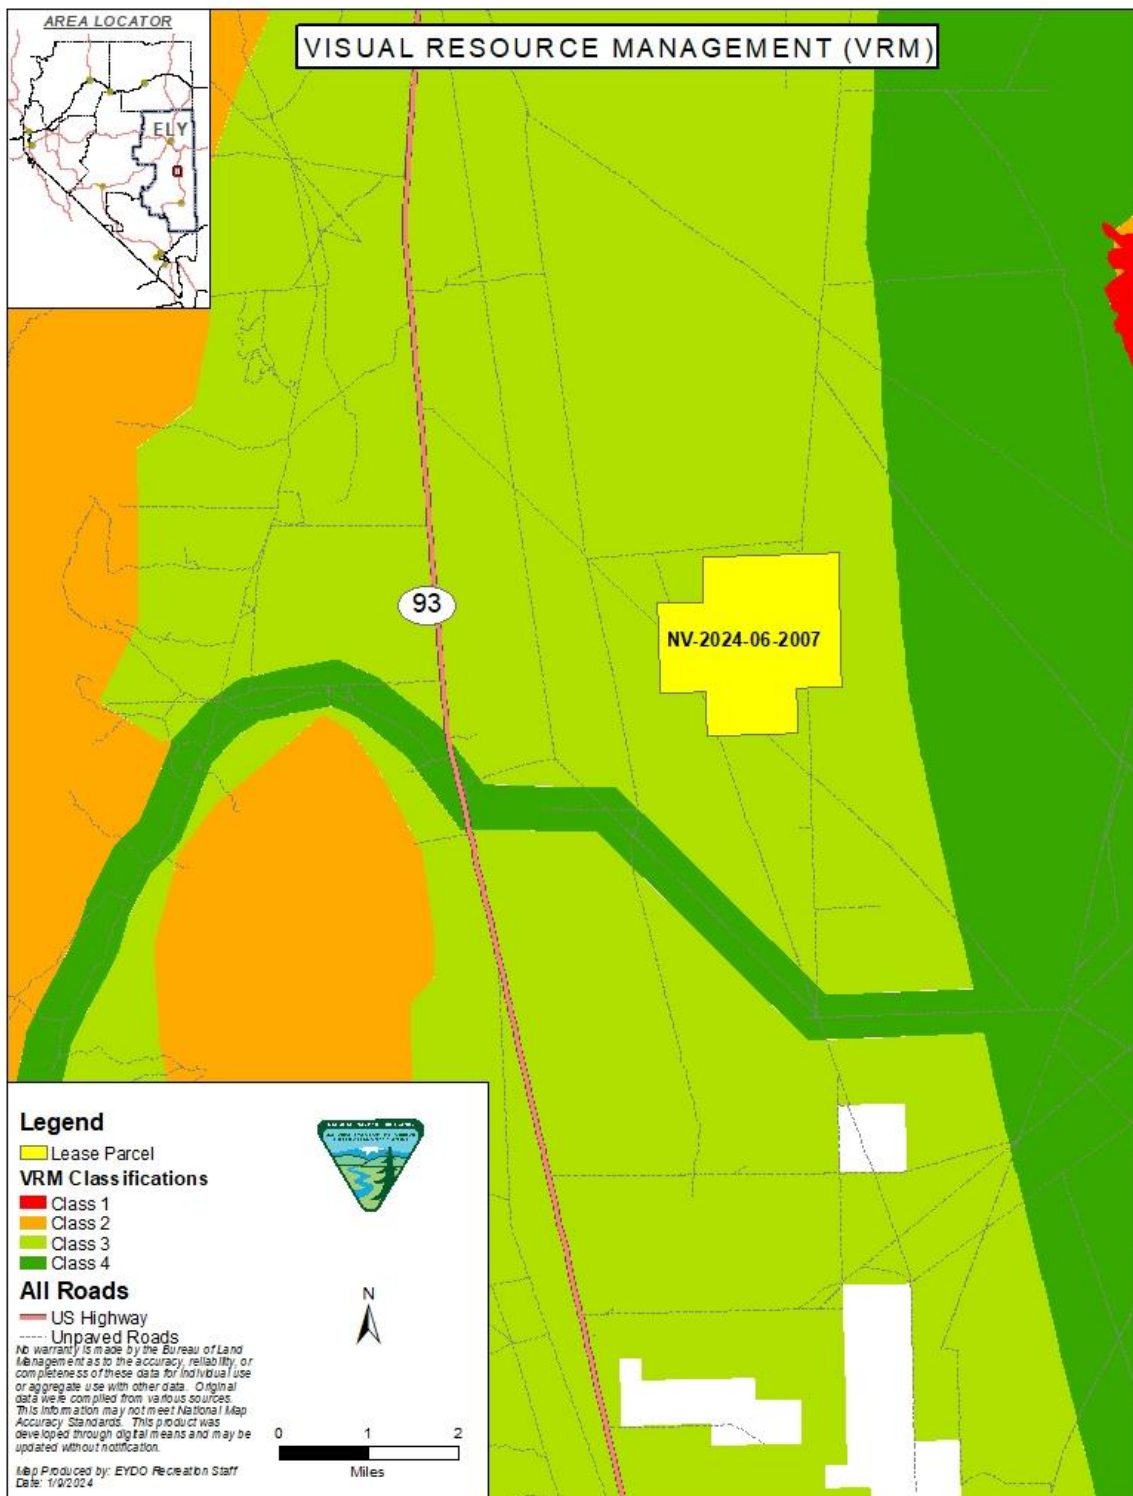 AREA LOCATOR
ELY
VISUAL RESOURCE MANAGEMENT (VRM)
93
NV-2024-06-2007
Legend
Lease Parcel
VRM Classifications
Class 1
Class 2
Class 3
Class 4
All Roads
US Highway
Unpaved Roads
No warranty is made by the Bureau of Land
Management as to the accuracy, reliability, or
completeness of these data for individual use
or aggregate use with other data. Original
data were compiled from various sources.
This information may not meet National Map
Accuracy Standards. This product was
developed through digital means and may be
updated without notification.
Map Produced by: EYDO Recreation Staff
Date: 1/9/2024
N
0 1 2
Miles